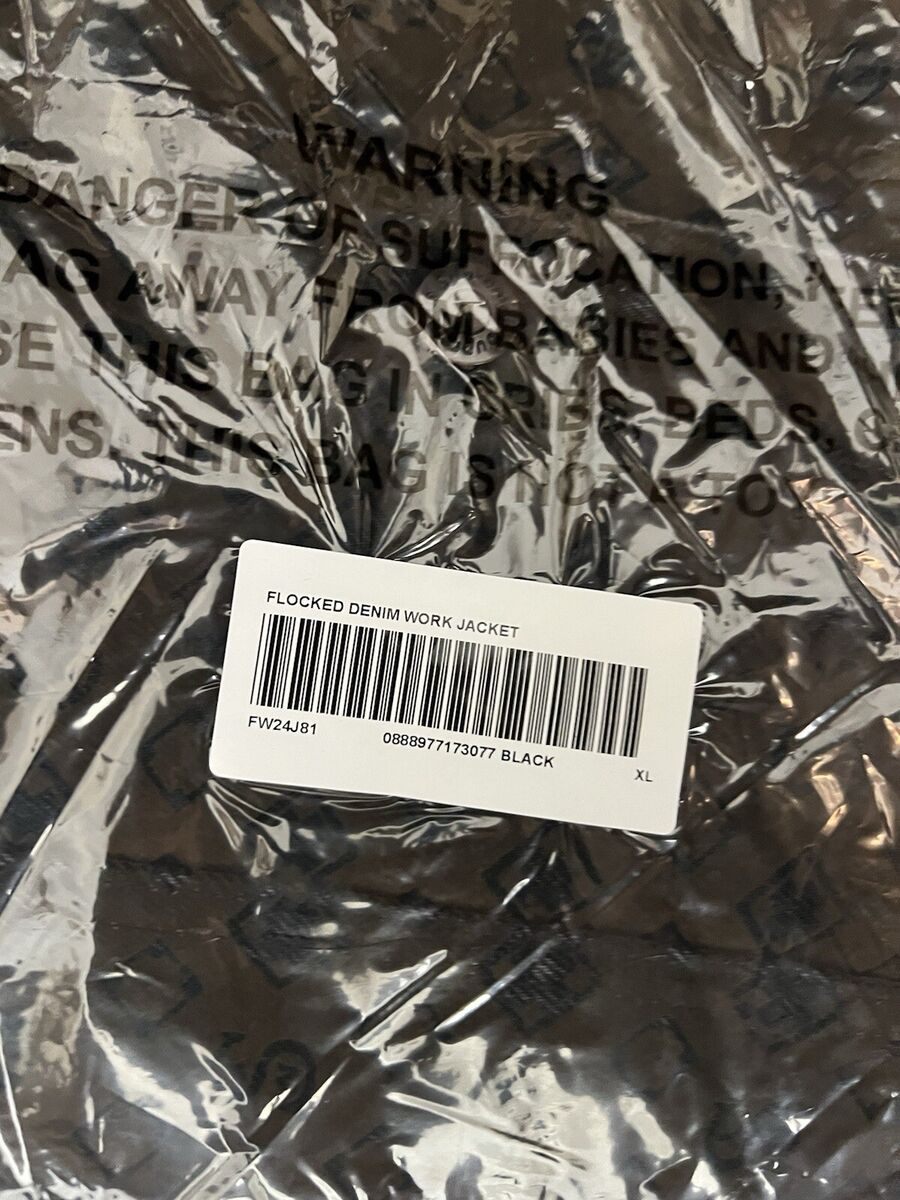 WARNING
DANGER OF SUFFOCATION,
AWAY FROM BABIES AND
THIS BAG IN CRIBS, BEDS,
THIS BAG IS NOT A
FLOCKED DENIM WORK JACKET
FW24J81
0888977173077 BLACK
XL